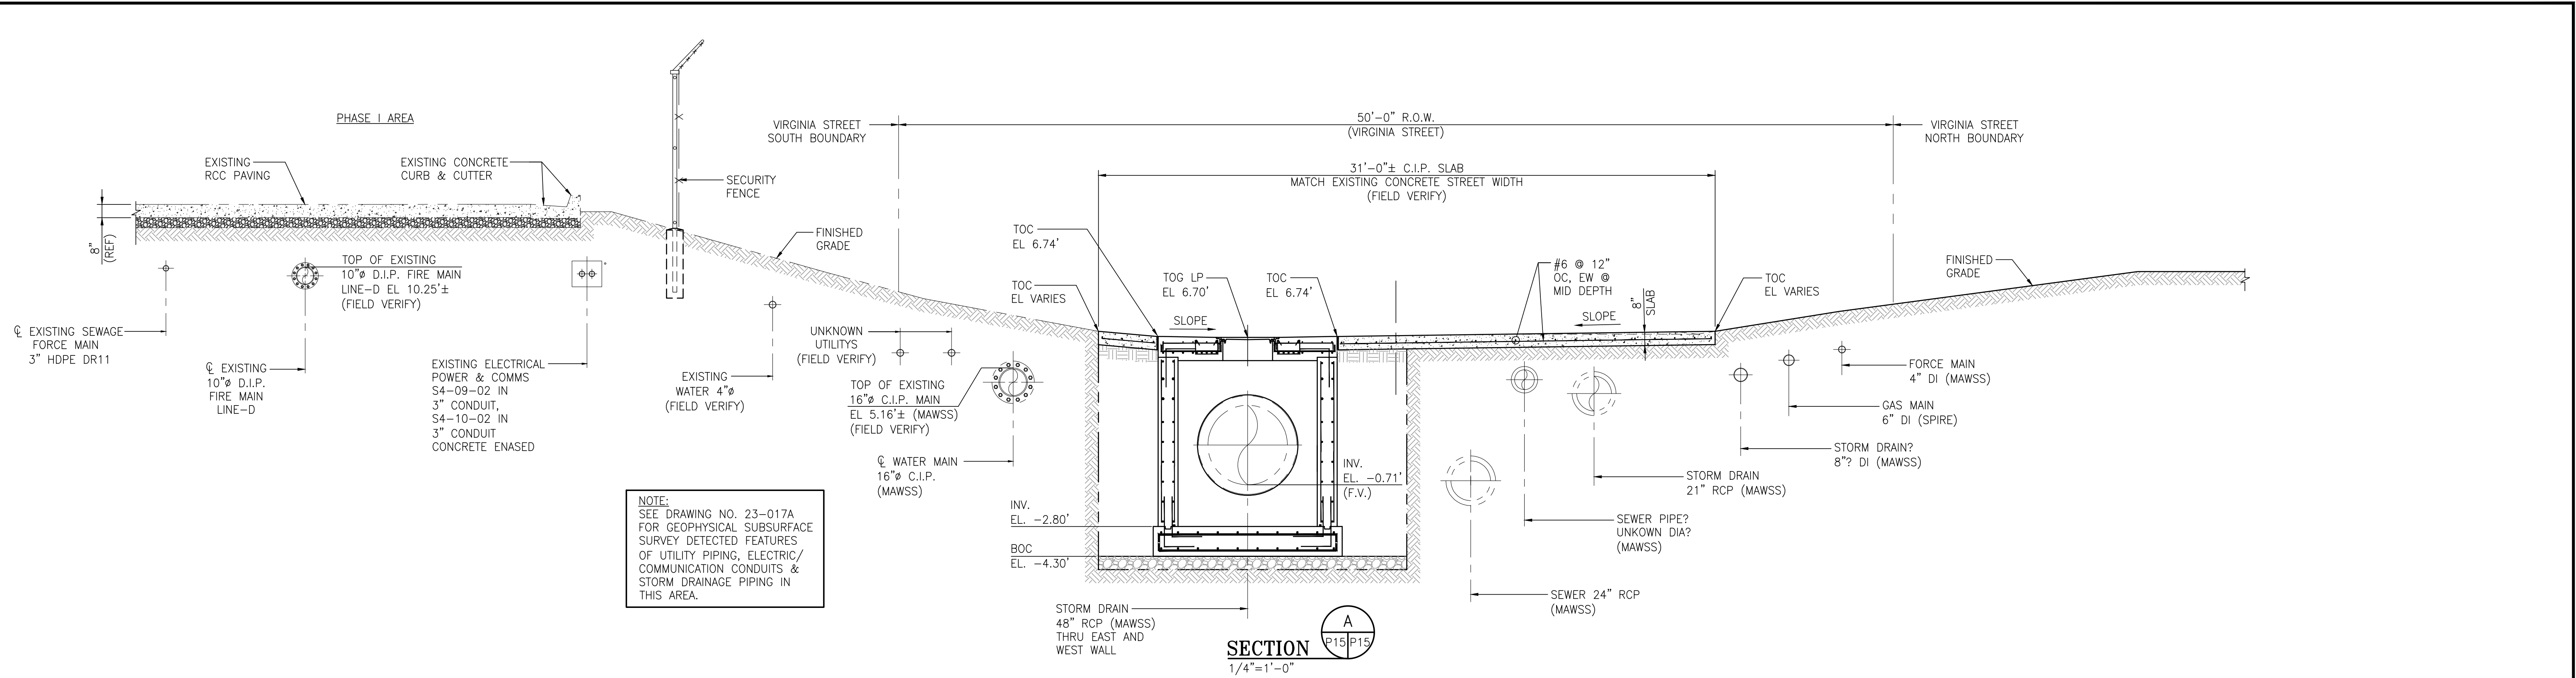 PHASE I AREA
EXISTING
RCC PAVING
EXISTING CONCRETE
CURB & CUTTER
8"
(REF)
TOP OF EXISTING
10"ø D.I.P. FIRE MAIN
LINE-D EL 10.25'±
(FIELD VERIFY)
℄ EXISTING SEWAGE
FORCE MAIN
3" HDPE DR11
℄ EXISTING
10"ø D.I.P.
FIRE MAIN
LINE-D
EXISTING ELECTRICAL
POWER & COMMS
S4-09-02 IN
3" CONDUIT,
S4-10-02 IN
3" CONDUIT
CONCRETE ENASED
SECURITY
FENCE
FINISHED
GRADE
EXISTING
WATER 4"ø
(FIELD VERIFY)
NOTE:
SEE DRAWING NO. 23-017A
FOR GEOPHYSICAL SUBSURFACE
SURVEY DETECTED FEATURES
OF UTILITY PIPING, ELECTRIC/
COMMUNICATION CONDUITS &
STORM DRAINAGE PIPING IN
THIS AREA.
VIRGINIA STREET
SOUTH BOUNDARY
50'-0" R.O.W.
(VIRGINIA STREET)
VIRGINIA STREET
NORTH BOUNDARY
31'-0"± C.I.P. SLAB
MATCH EXISTING CONCRETE STREET WIDTH
(FIELD VERIFY)
TOC
EL 6.74'
TOC
EL VARIES
TOG LP
EL 6.70'
TOC
EL 6.74'
SLOPE
#6 @ 12"
OC, EW @
MID DEPTH
8"
SLAB
SLOPE
TOC
EL VARIES
FINISHED
GRADE
UNKNOWN
UTILITYS
(FIELD VERIFY)
TOP OF EXISTING
16"ø C.I.P. MAIN
EL 5.16'± (MAWSS)
(FIELD VERIFY)
℄ WATER MAIN
16"ø C.I.P.
(MAWSS)
INV.
EL. -2.80'
BOC
EL. -4.30'
INV.
EL. -0.71'
(F.V.)
STORM DRAIN
48" RCP (MAWSS)
THRU EAST AND
WEST WALL
FORCE MAIN
4" DI (MAWSS)
GAS MAIN
6" DI (SPIRE)
STORM DRAIN?
8"? DI (MAWSS)
STORM DRAIN
21" RCP (MAWSS)
SEWER PIPE?
UNKOWN DIA?
(MAWSS)
SEWER 24" RCP
(MAWSS)
SECTION
1/4"=1'-0"
A
P15 P15